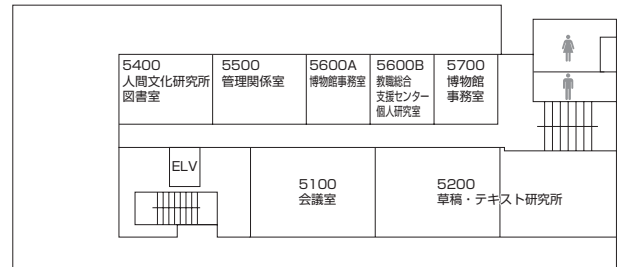 5400
人間文化研究所
図書室
5500
管理関係室
5600A
博物館事務室
5600B
教職総合
支援センター
個人研究室
5700
博物館
事務室
ELV
5100
会議室
5200
草稿・テキスト研究所